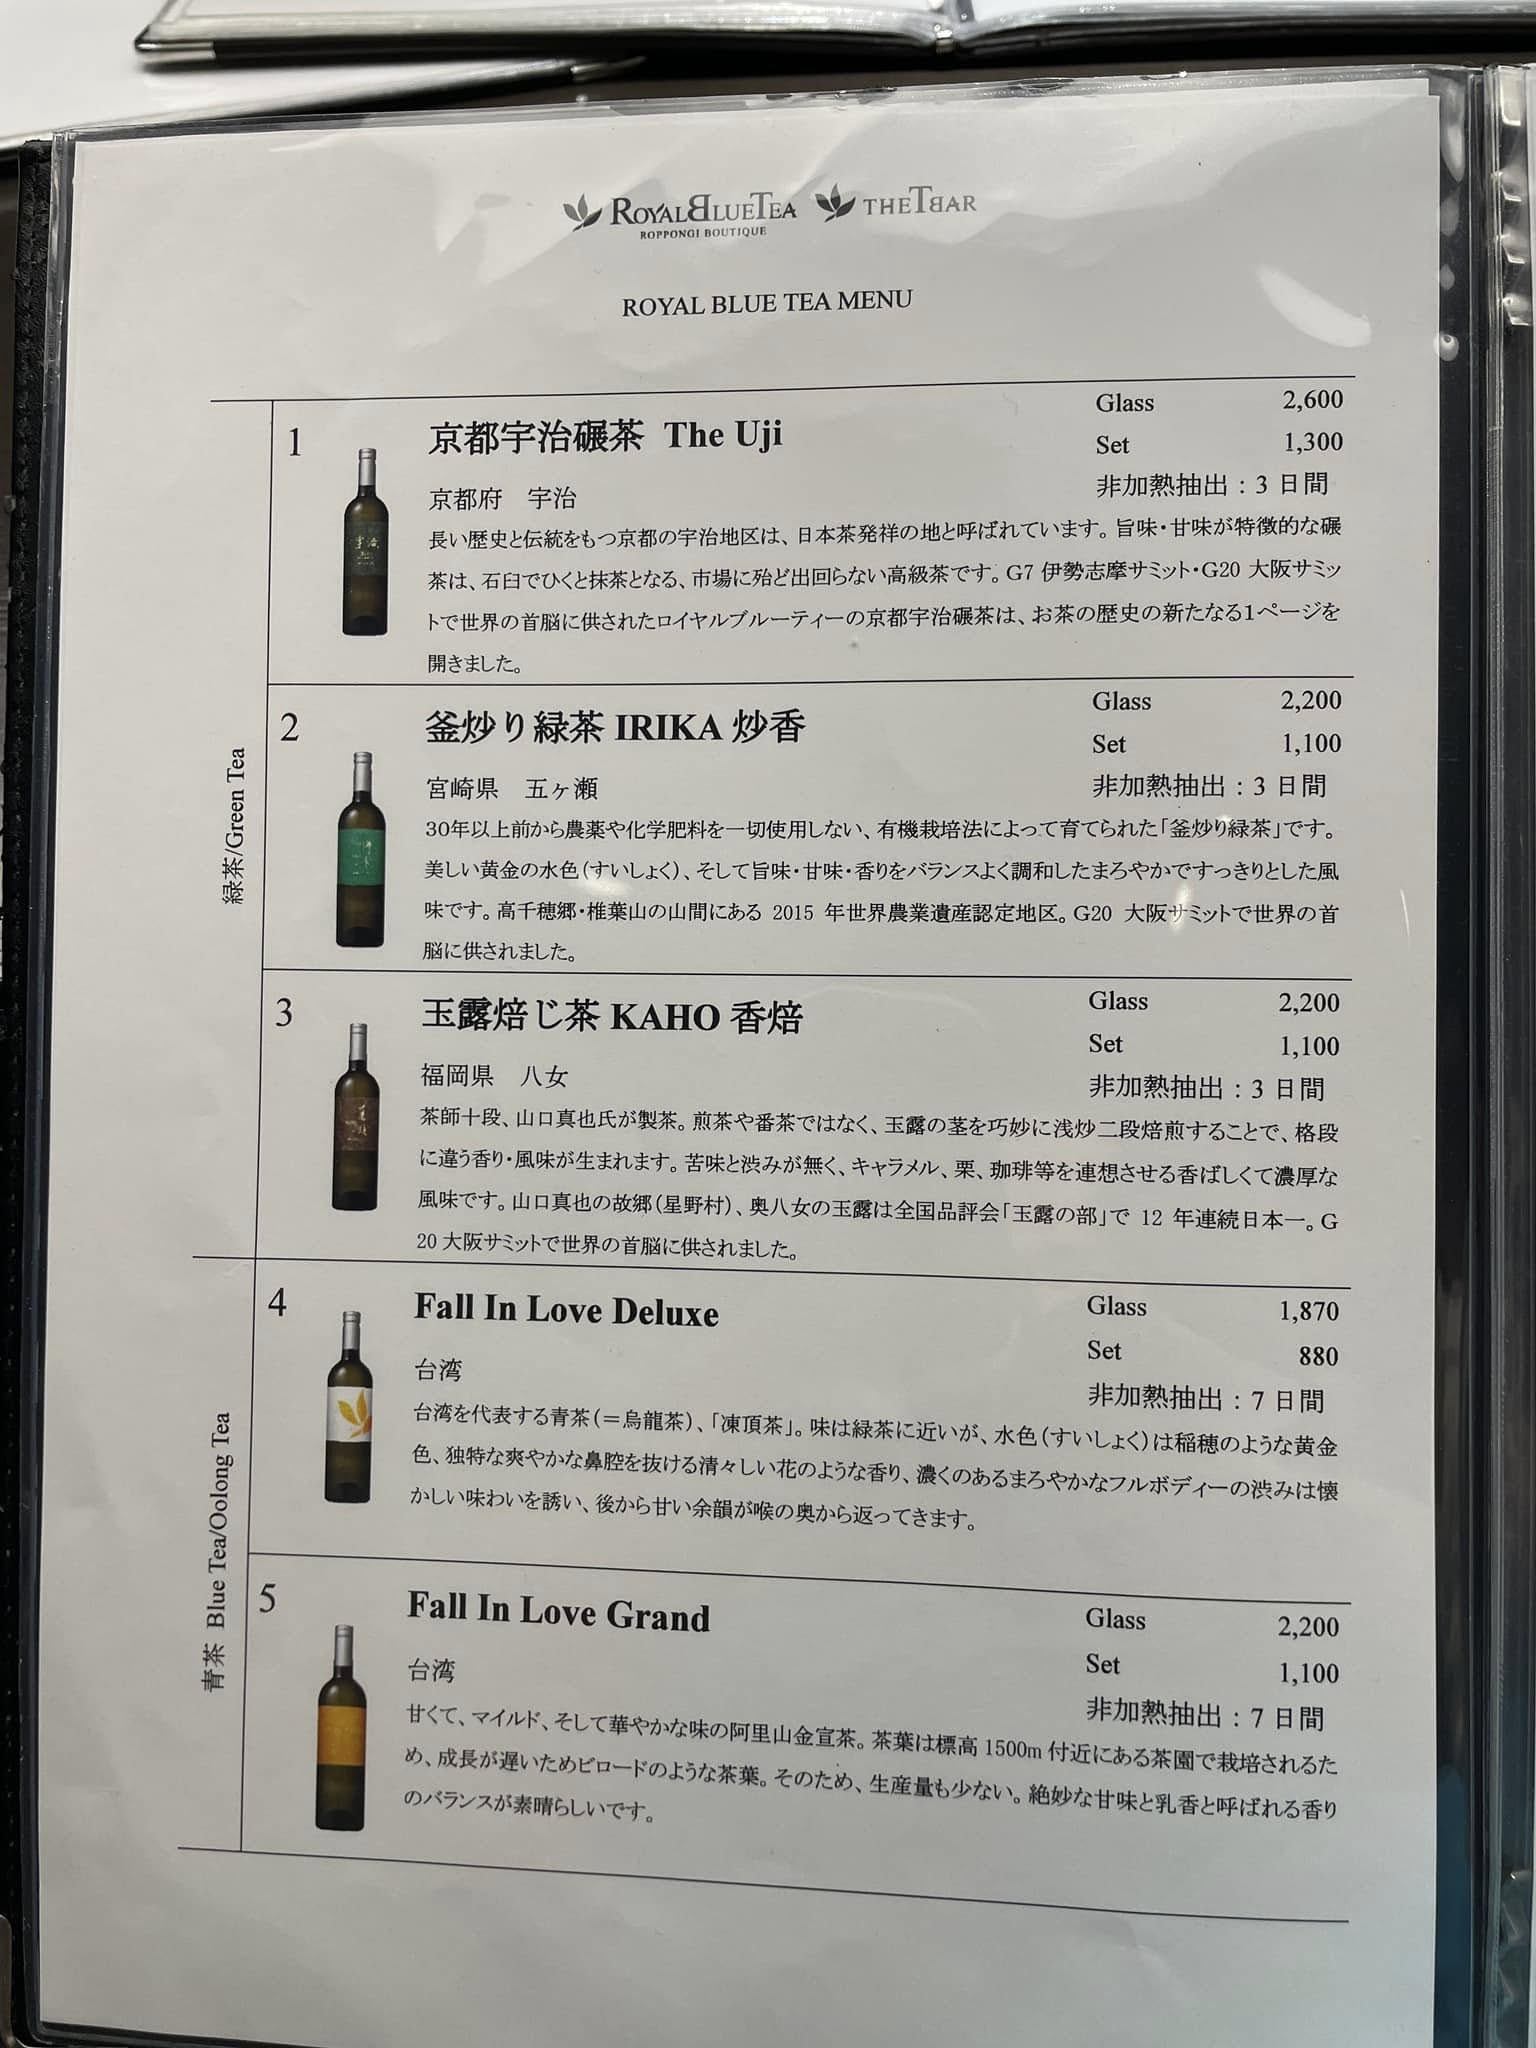 ROYALBLUETEA THETBAR
ROPPONGI BOUTIQUE
ROYAL BLUE TEA MENU
緑茶/Green Tea
1
京都宇治碾茶 The Uji
Glass 2,600
Set 1,300
非加熱抽出：3 日間
京都府 宇治
長い歴史と伝統をもつ京都の宇治地区は、日本茶発祥の地と呼ばれています。旨味・甘味が特徴的な碾
茶は、石臼でひくと抹茶となる、市場に殆ど出回らない高級茶です。G7 伊勢志摩サミット・G20 大阪サミッ
トで世界の首脳に供されたロイヤルブルーティーの京都宇治碾茶は、お茶の歴史の新たなる1ページを
開きました。
2
釜炒り緑茶 IRIKA 炒香
Glass 2,200
Set 1,100
非加熱抽出：3 日間
宮崎県 五ヶ瀬
30年以上前から農薬や化学肥料を一切使用しない、有機栽培法によって育てられた「釜炒り緑茶」です。
美しい黄金の水色（すいしょく）、そして旨味・甘味・香りをバランスよく調和したまろやかですっきりとした風
味です。高千穂郷・椎葉山の山間にある 2015 年世界農業遺産認定地区。G20 大阪サミットで世界の首
脳に供されました。
3
玉露焙じ茶 KAHO 香焙
Glass 2,200
Set 1,100
非加熱抽出：3 日間
福岡県 八女
茶師十段、山口真也氏が製茶。煎茶や番茶ではなく、玉露の茎を巧妙に浅炒二段焙煎することで、格段
に違う香り・風味が生まれます。苦味と渋みが無く、キャラメル、栗、珈琲等を連想させる香ばしくて濃厚な
風味です。山口真也の故郷（星野村）、奥八女の玉露は全国品評会「玉露の部」で 12 年連続日本一。G
20 大阪サミットで世界の首脳に供されました。
青茶 Blue Tea/Oolong Tea
4
Fall In Love Deluxe
Glass 1,870
Set 880
非加熱抽出：7 日間
台湾
台湾を代表する青茶（＝烏龍茶）、「凍頂茶」。味は緑茶に近いが、水色（すいしょく）は稲穂のような黄金
色、独特な爽やかな鼻腔を抜ける清々しい花のような香り、濃くのあるまろやかなフルボディーの渋みは懐
かしい味わいを誘い、後から甘い余韻が喉の奥から返ってきます。
5
Fall In Love Grand
Glass 2,200
Set 1,100
非加熱抽出：7 日間
台湾
甘くて、マイルド、そして華やかな味の阿里山金宣茶。茶葉は標高 1500m 付近にある茶園で栽培されるた
め、成長が遅いためビロードのような茶葉。そのため、生産量も少ない。絶妙な甘味と乳香と呼ばれる香り
のバランスが素晴らしいです。